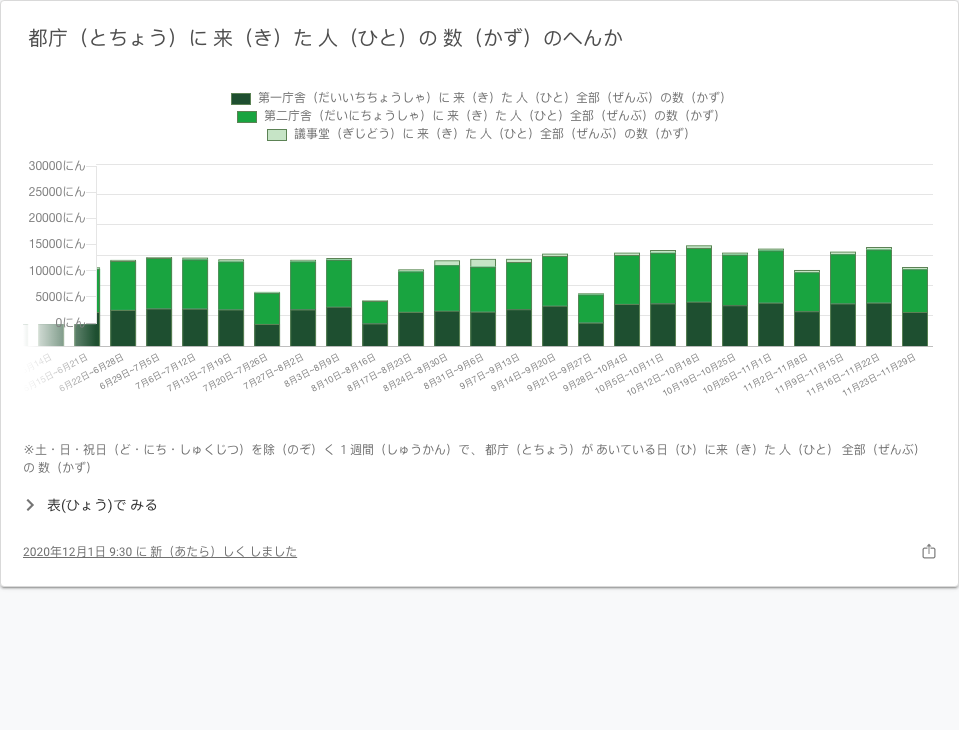 都庁（とちょう）に 来（き）た 人（ひと）の 数（かず）のへんか
第一庁舎（だいいちちょうしゃ）に 来（き）た 人（ひと）全部（ぜんぶ）の数（かず）
第二庁舎（だいにちょうしゃ）に 来（き）た 人（ひと）全部（ぜんぶ）の数（かず）
議事堂（ぎじどう）に 来（き）た 人（ひと）全部（ぜんぶ）の数（かず）
30000にん
25000にん
20000にん
15000にん
10000にん
5000にん
0にん
6月22日~6月28日
6月29日~7月5日
7月6日~7月12日
7月13日~7月19日
7月20日~7月26日
7月27日~8月2日
8月3日~8月9日
8月10日~8月16日
8月17日~8月23日
8月24日~8月30日
8月31日~9月6日
9月7日~9月13日
9月14日~9月20日
9月21日~9月27日
9月28日~10月4日
10月5日~10月11日
10月12日~10月18日
10月19日~10月25日
10月26日~11月1日
11月2日~11月8日
11月9日~11月15日
11月16日~11月22日
11月23日~11月29日
※土・日・祝日（ど・にち・しゅくじつ）を除（のぞ）く 1 週間（しゅうかん）で、 都庁（とちょう）が あいている日（ひ）に来（き）た 人（ひと） 全部（ぜんぶ）
の 数（かず）
表(ひょう)で みる
2020年12月1日 9:30 に 新（あたら）しく しました